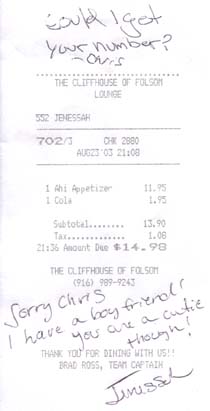 Could I get
your number?
- Chris
THE CLIFFHOUSE OF FOLSOM
LOUNGE
552 JENESSAH
702/3 CHK 2880
AUG23'03 21:08
1 Ahi Appetizer 11.95
1 Cola 1.95
Subtotal........ 13.90
Tax............. 1.08
21:36 Amount Due $14.98
THE CLIFFHOUSE OF FOLSOM
(916) 989-9243
Sorry Chris
I have a boyfriend!
you are a cutie
though!
THANK YOU FOR DINING WITH US!!
BRAD ROSS, TEAM CAPTAIN
Jenessah